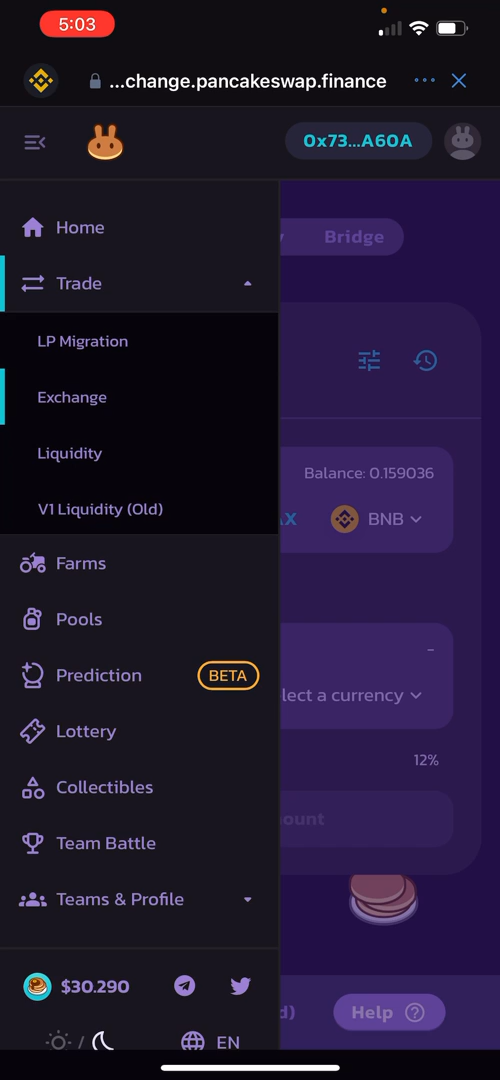 5:03
...change.pancakeswap.finance
0x73...A60A
Home
Bridge
Trade
LP Migration
Exchange
Liquidity
Balance: 0.159036
BNB
V1 Liquidity (Old)
Farms
Pools
-
Prediction
BETA
lect a currency
Lottery
12%
Collectibles
ount
Team Battle
Teams & Profile
$30.290
d)
Help
/
EN